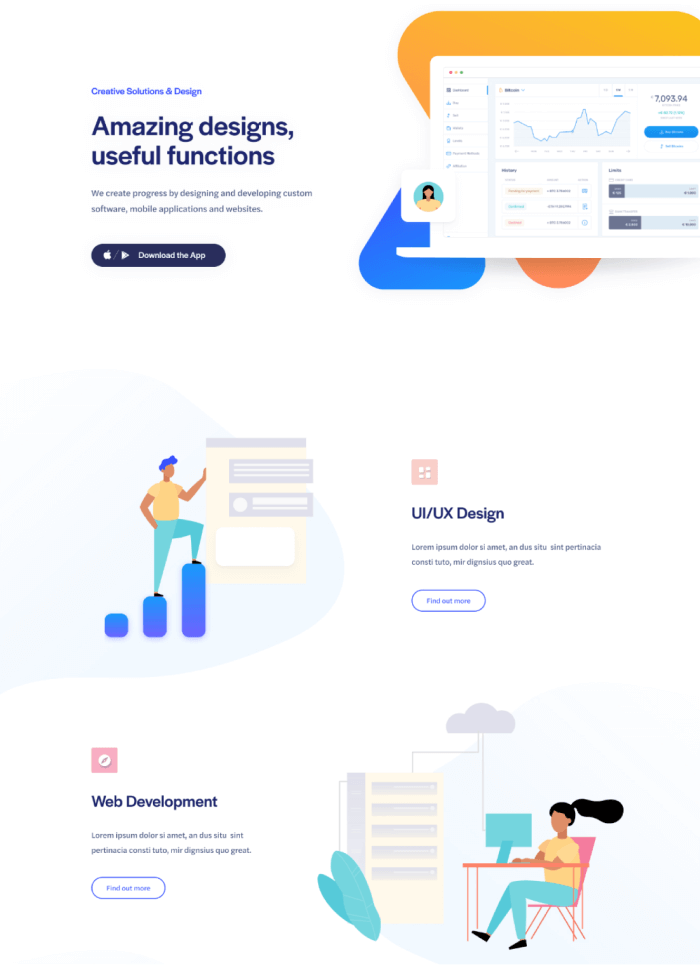 Creative Solutions & Design
Amazing designs,
useful functions
We create progress by designing and developing custom
software, mobile applications and websites.
Download the App
Dashboard
Bitcoin
7,093.94
History
Limits
UI/UX Design
Lorem ipsum dolor si amet, an dus situ sint pertinacia
consti tuto, mir dignsius quo great.
Find out more
Web Development
Lorem ipsum dolor si amet, an dus situ sint
pertinacia consti tuto, mir dignsius quo great.
Find out more